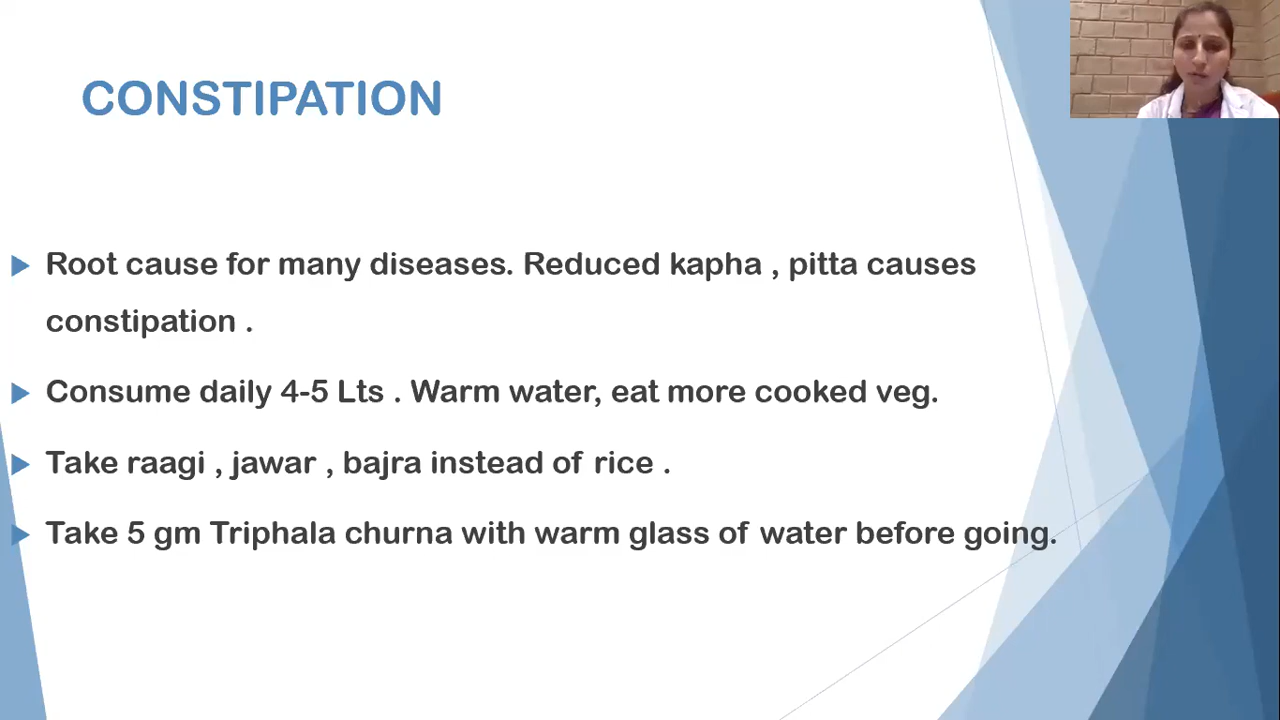 CONSTIPATION
Root cause for many diseases. Reduced kapha , pitta causes
constipation .
Consume daily 4-5 Lts . Warm water, eat more cooked veg.
Take raagi , jawar , bajra instead of rice .
Take 5 gm Triphala churna with warm glass of water before going.